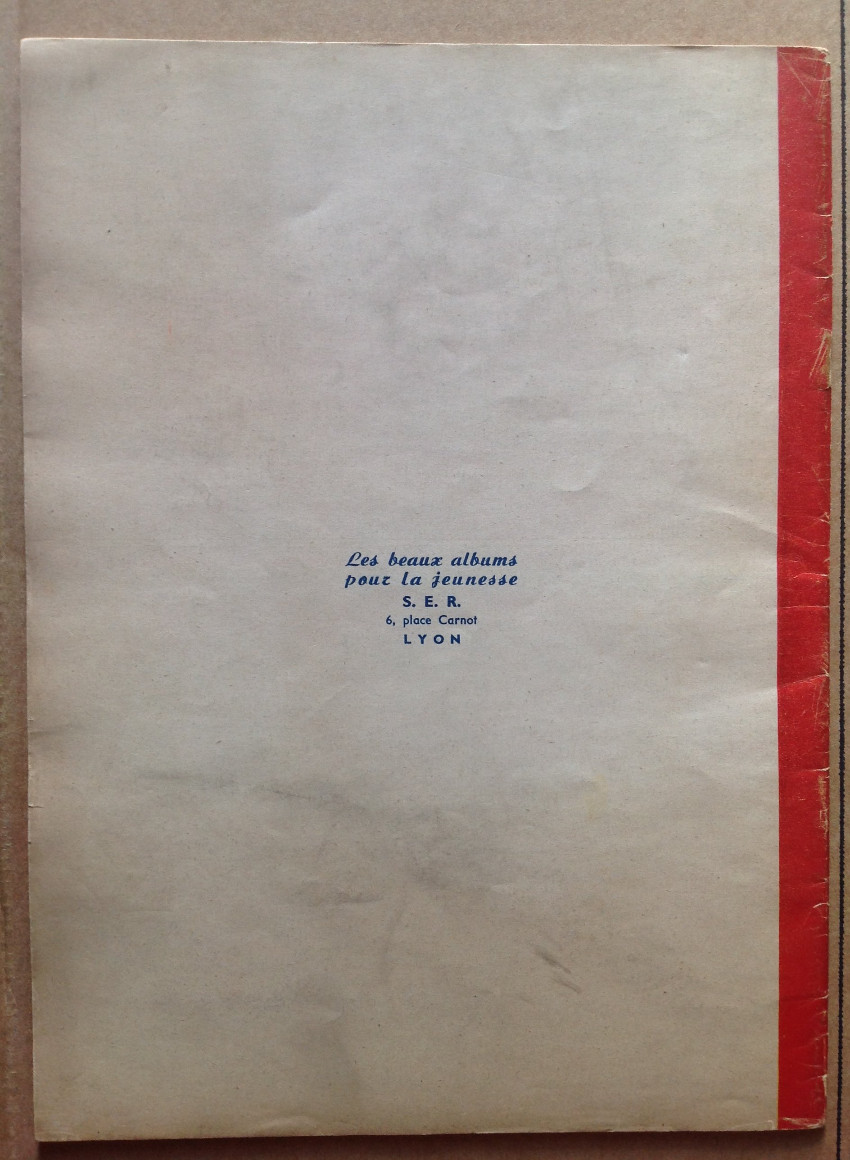 Les beaux albums
pour la jeunesse
S. E. R.
6, place Carnot
LYON